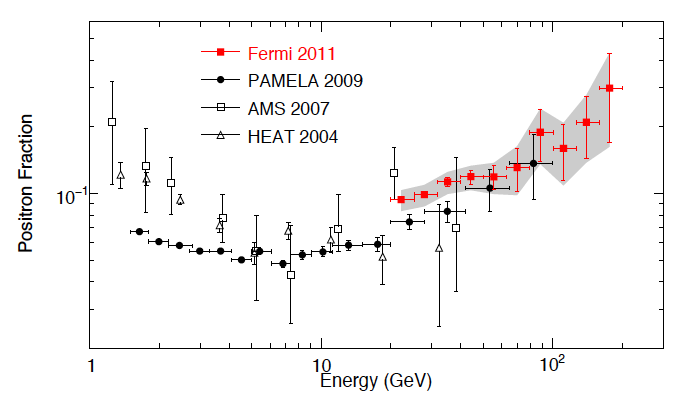 Fermi 2011
PAMELA 2009
AMS 2007
HEAT 2004
Positron Fraction
10⁻¹
1
10
10²
Energy (GeV)